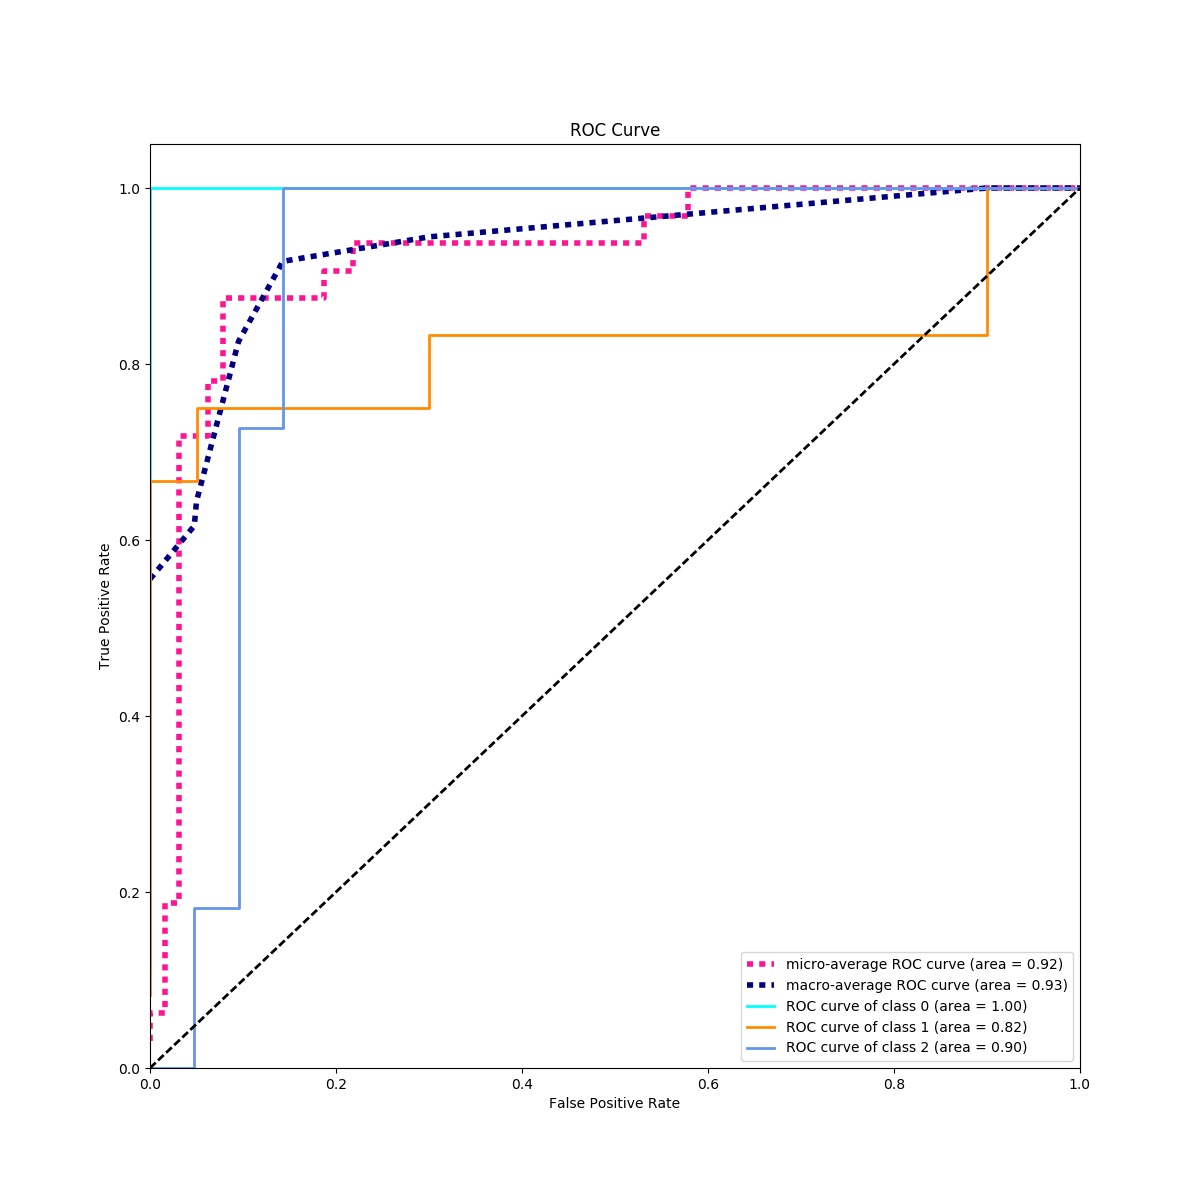 ROC Curve
1.0
0.8
0.6
0.4
0.2
0.0
True Positive Rate
0.0 0.2 0.4 0.6 0.8 1.0
False Positive Rate
micro-average ROC curve (area = 0.92)
macro-average ROC curve (area = 0.93)
ROC curve of class 0 (area = 1.00)
ROC curve of class 1 (area = 0.82)
ROC curve of class 2 (area = 0.90)